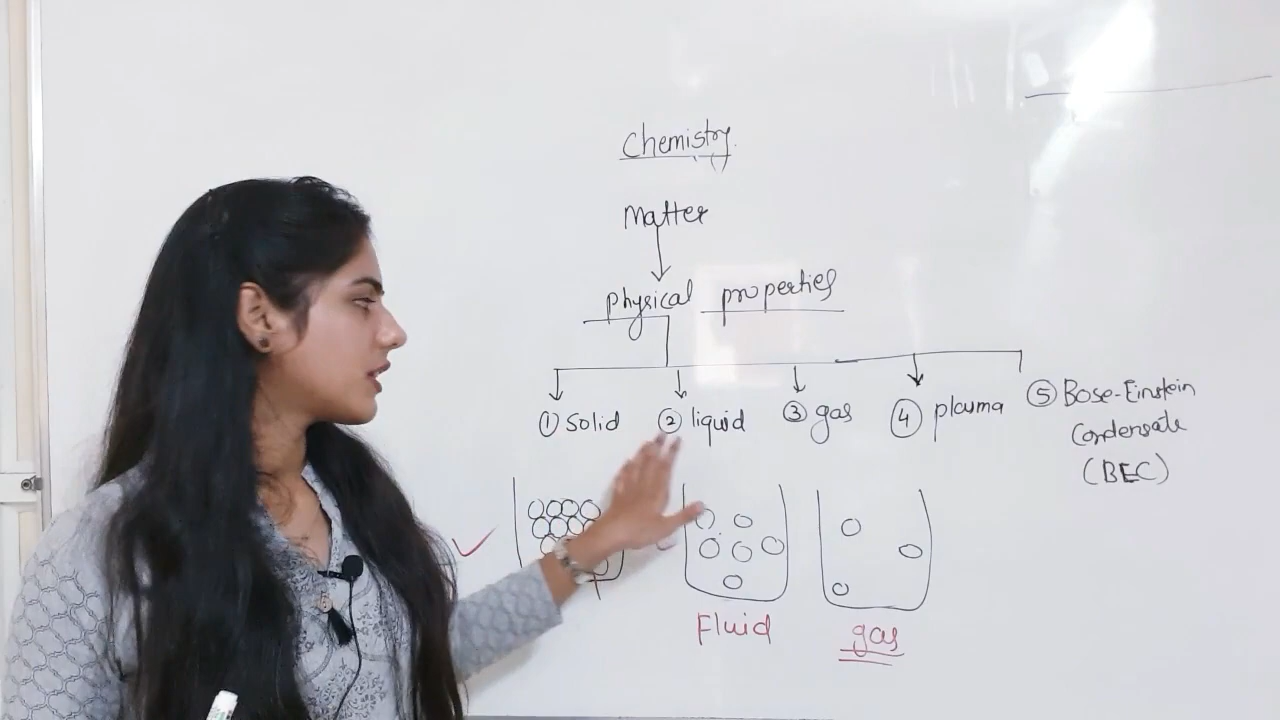 Chemistry
Matter
physical properties
① solid ② liquid ③ gas ④ plasma ⑤ Bose-Einstein
Condensate
(BEC)
Fluid
gas